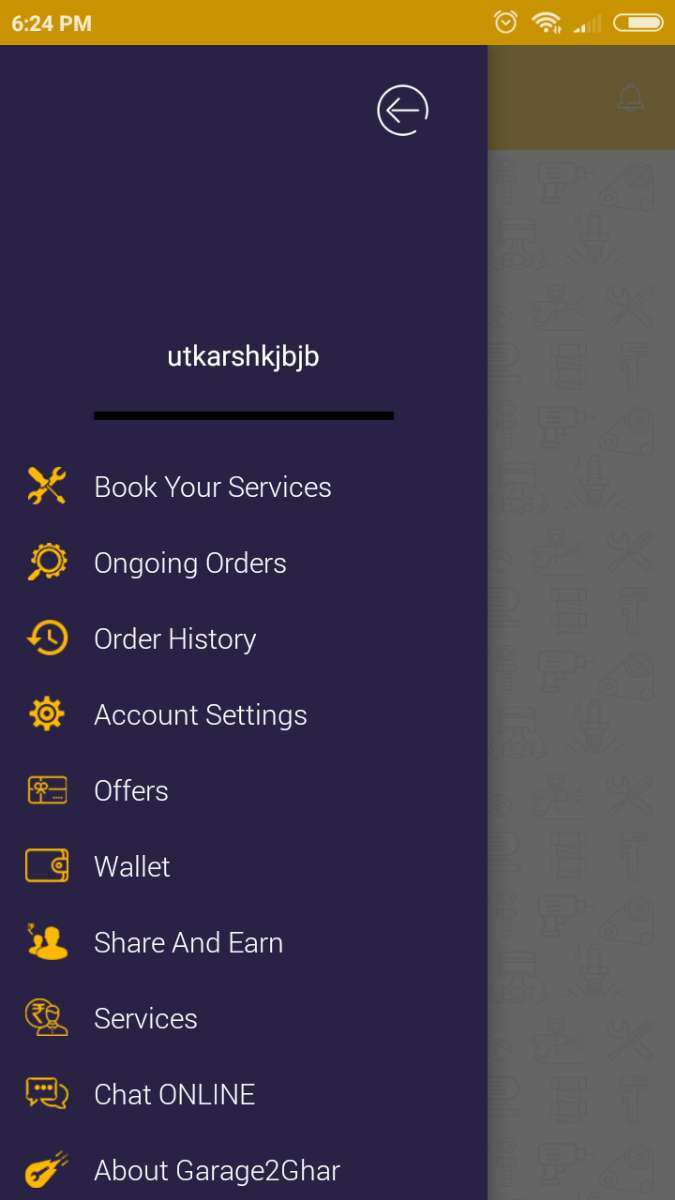 6:24 PM
utkarshkjbjb
Book Your Services
Ongoing Orders
Order History
Account Settings
Offers
Wallet
Share And Earn
Services
Chat ONLINE
About Garage2Ghar